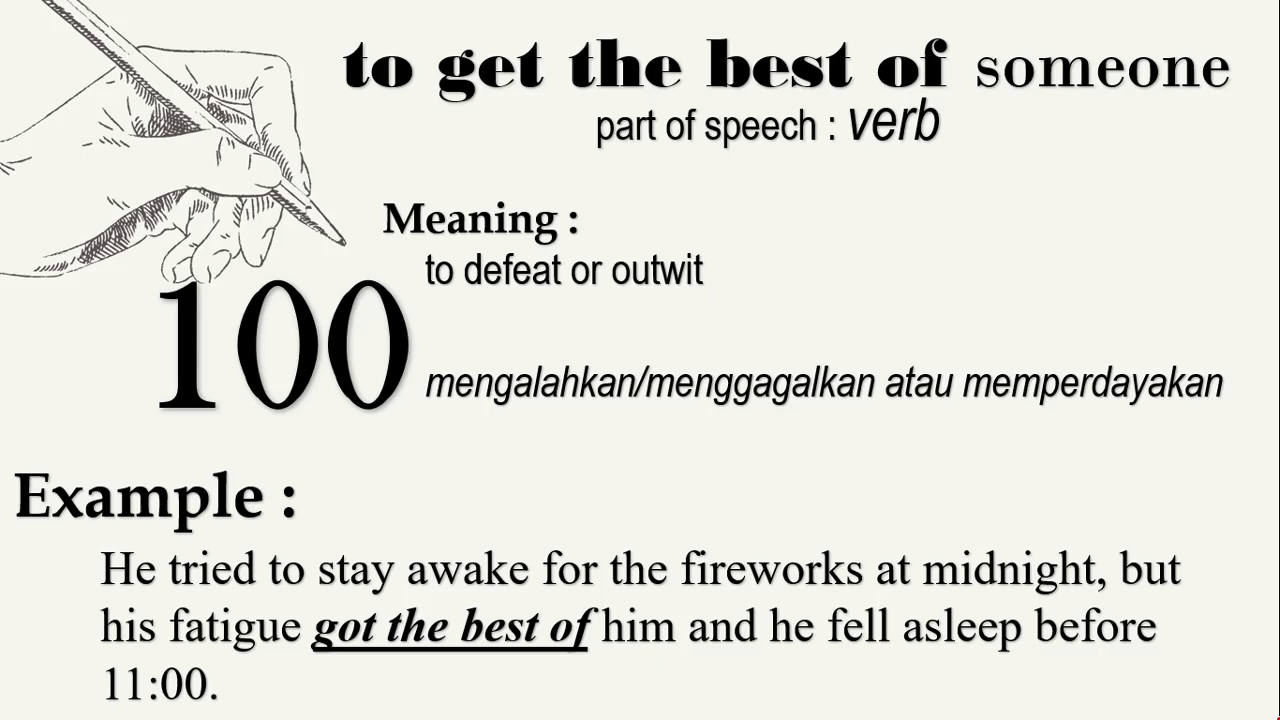 to get the best of someone
part of speech : verb
Meaning :
to defeat or outwit
100
mengalahkan/menggagalkan atau memperdayakan
Example :
He tried to stay awake for the fireworks at midnight, but
his fatigue got the best of him and he fell asleep before
11:00.